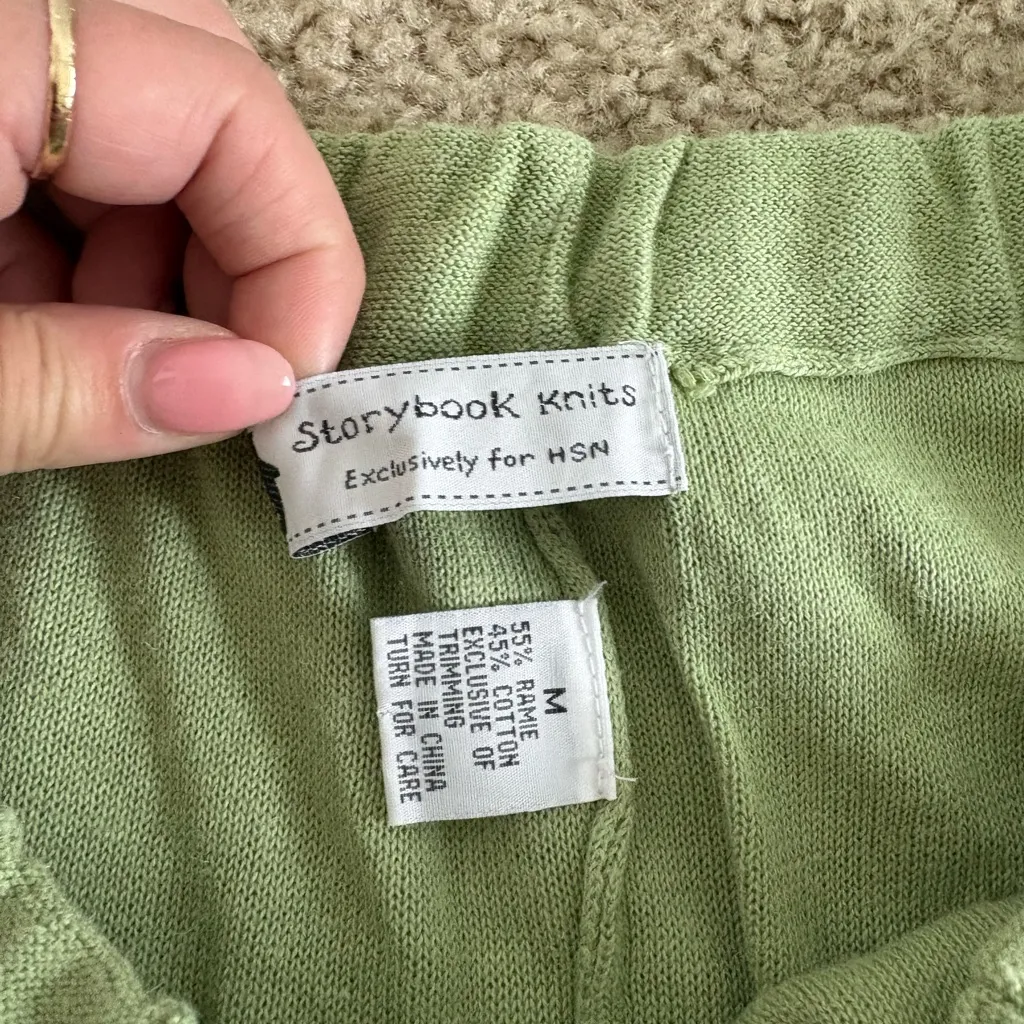 Storybook Knits
Exclusively for HSN
M
55% RAMIE
45% COTTON
EXCLUSIVE OF
TRIMMING
MADE IN CHINA
TURN FOR CARE